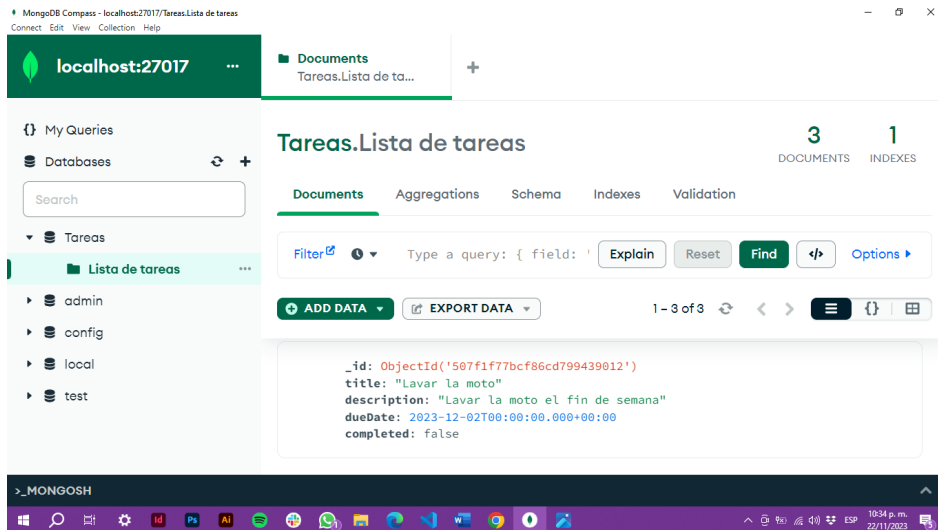 MongoDB Compass - localhost:27017/Tareas.Lista de tareas
Connect Edit View Collection Help
localhost:27017 ...
Documents
Tareas.Lista de ta...
{} My Queries
Databases
Search
Tareas
Lista de tareas ...
admin
config
local
test
Tareas.Lista de tareas
3
DOCUMENTS
1
INDEXES
Documents Aggregations Schema Indexes Validation
Filter Type a query: { field: ' Explain Reset Find </> Options
ADD DATA EXPORT DATA 1 – 3 of 3 {}
_id: ObjectId('507f1f77bcf86cd799439012')
title: "Lavar la moto"
description: "Lavar la moto el fin de semana"
dueDate: 2023-12-02T00:00:00.000+00:00
completed: false
>_MONGOSH
Id Ps Ai ESP 10:34 p. m.
22/11/2023